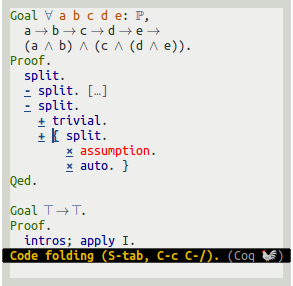 Goal ∀ a b c d e: ℙ,
a → b → c → d → e →
(a ∧ b) ∧ (c ∧ (d ∧ e)).
Proof.
split.
- split. […]
- split.
+ trivial.
+ { split.
× assumption.
× auto. }
Qed.
Goal ⊤ → ⊤.
Proof.
intros; apply I.
Code folding (S-tab, C-c C-/). (Coq 🐓)